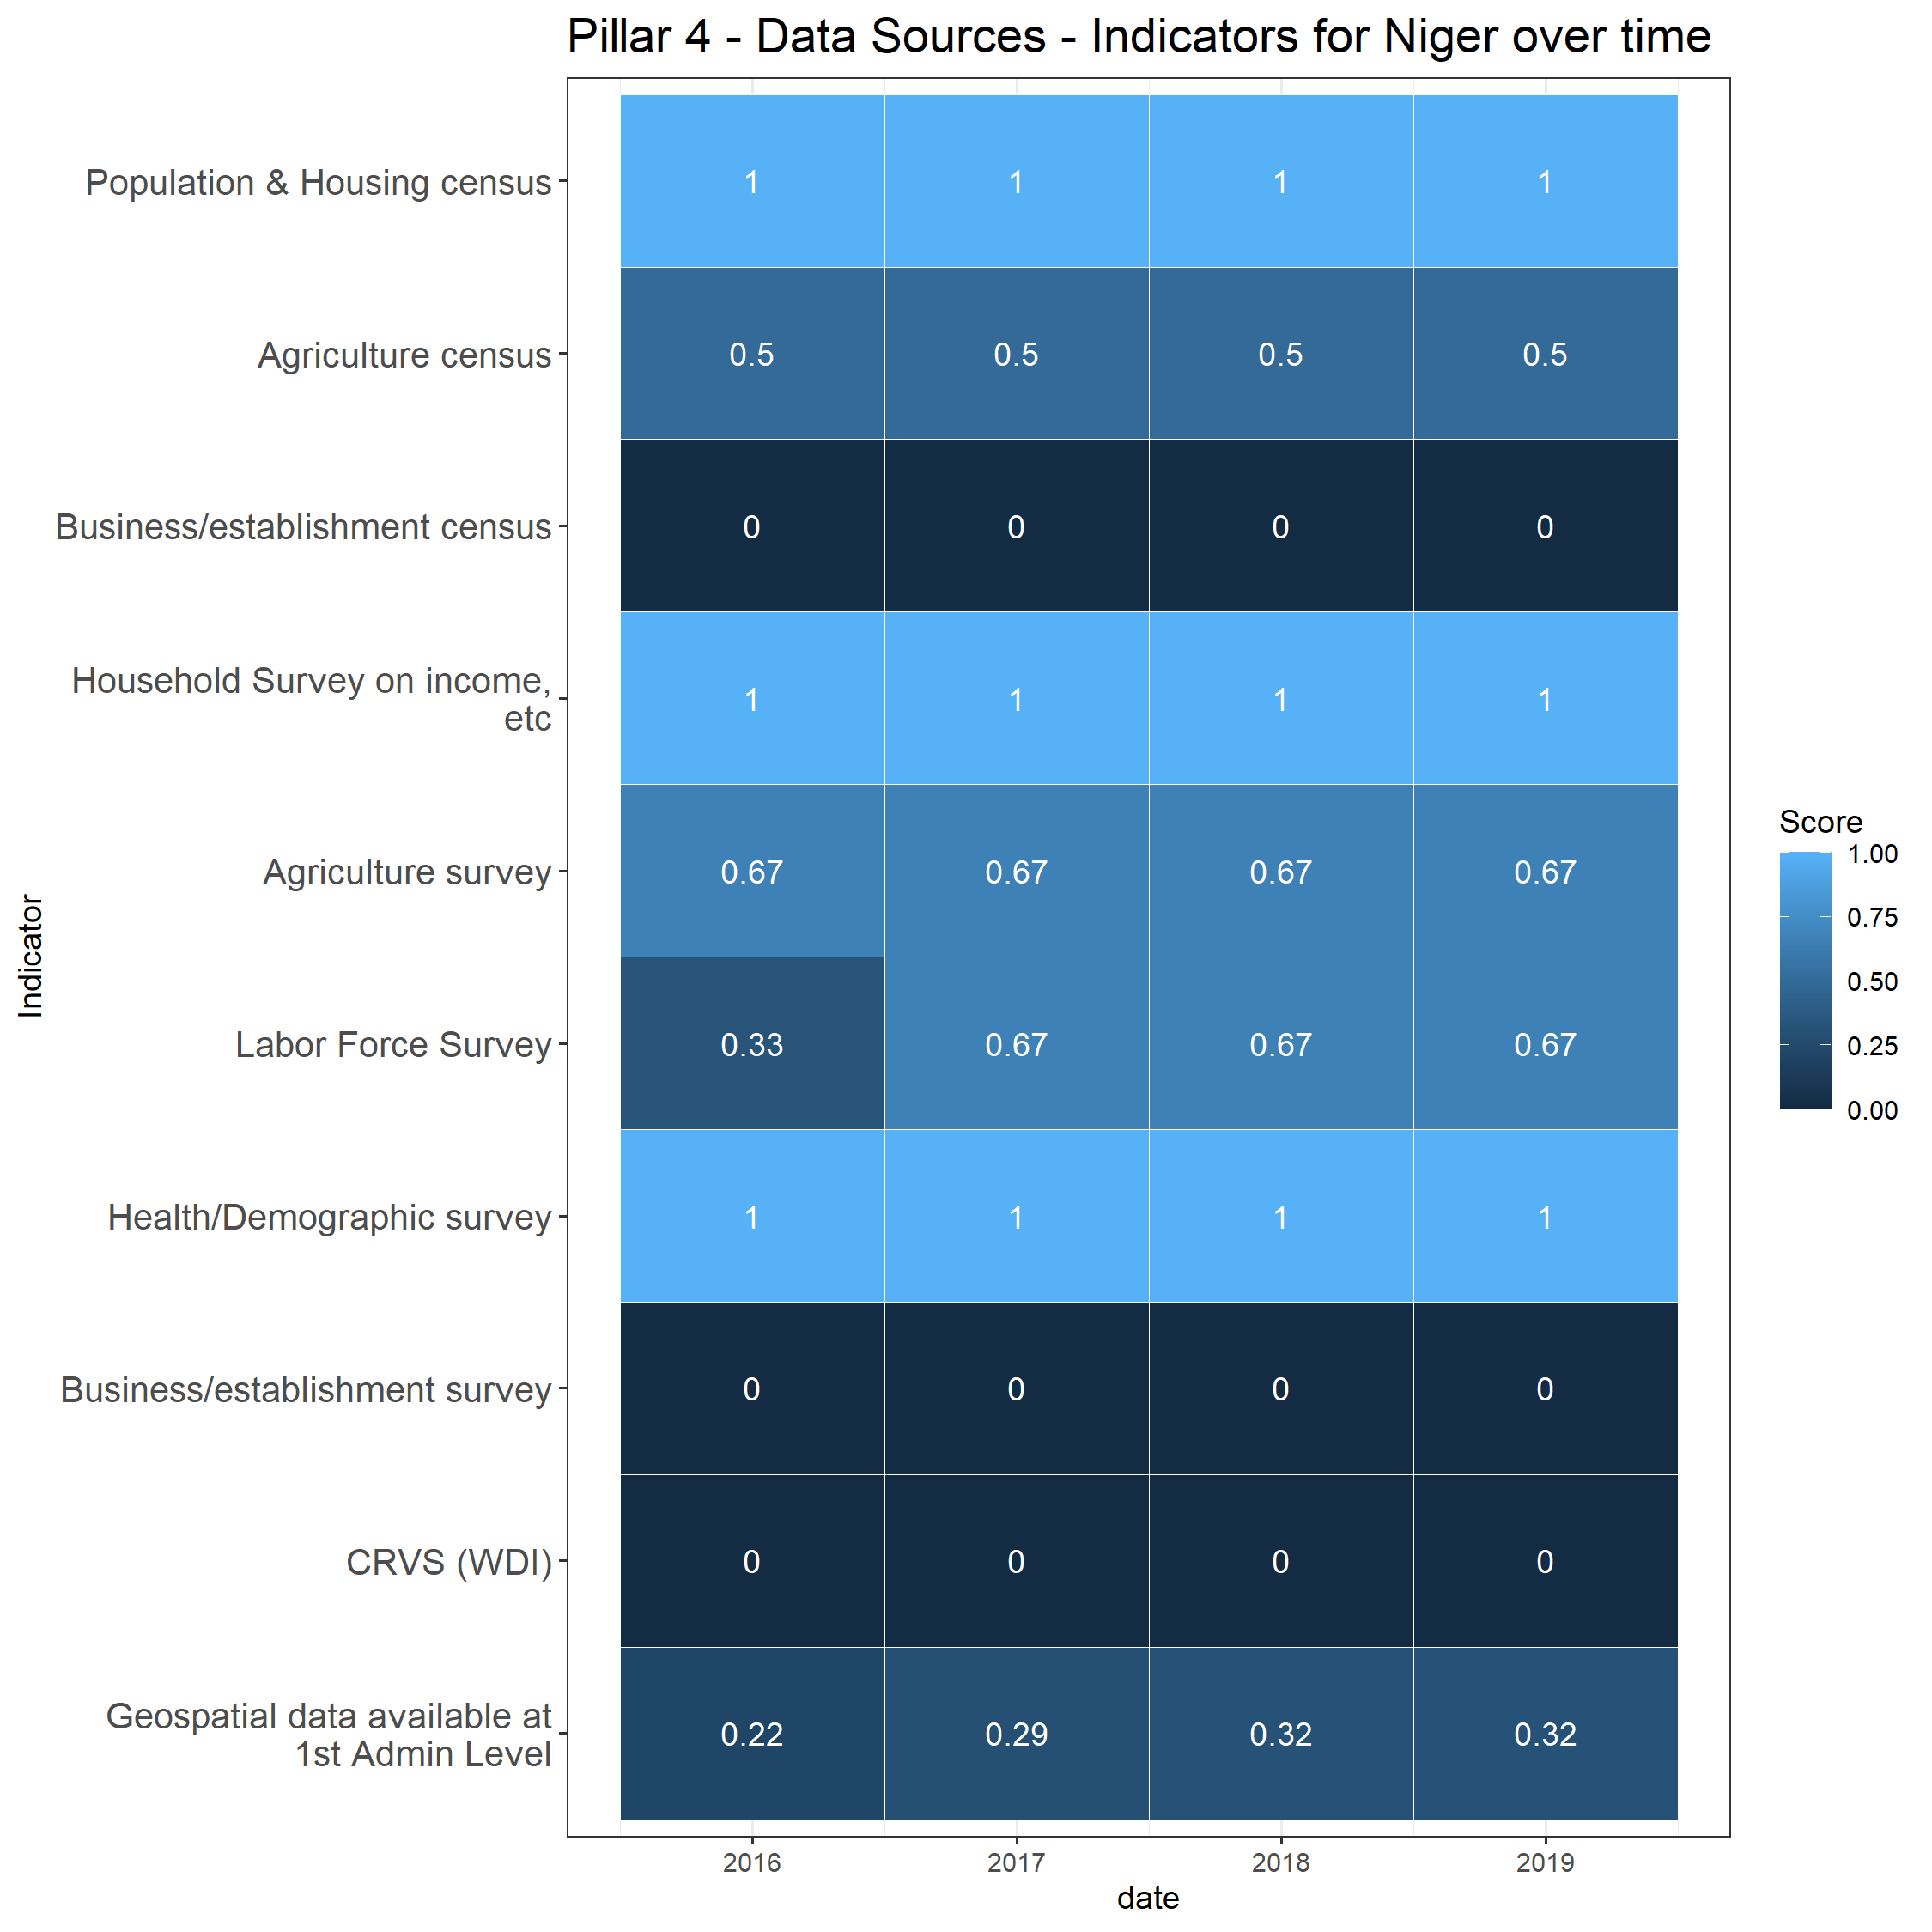 Pillar 4 - Data Sources - Indicators for Niger over time
Indicator
Population & Housing census
1 1 1 1
Agriculture census
0.5 0.5 0.5 0.5
Business/establishment census
0 0 0 0
Household Survey on income,
etc
1 1 1 1
Agriculture survey
0.67 0.67 0.67 0.67
Labor Force Survey
0.33 0.67 0.67 0.67
Health/Demographic survey
1 1 1 1
Business/establishment survey
0 0 0 0
CRVS (WDI)
0 0 0 0
Geospatial data available at
1st Admin Level
0.22 0.29 0.32 0.32
2016 2017 2018 2019
date
Score
1.00
0.75
0.50
0.25
0.00